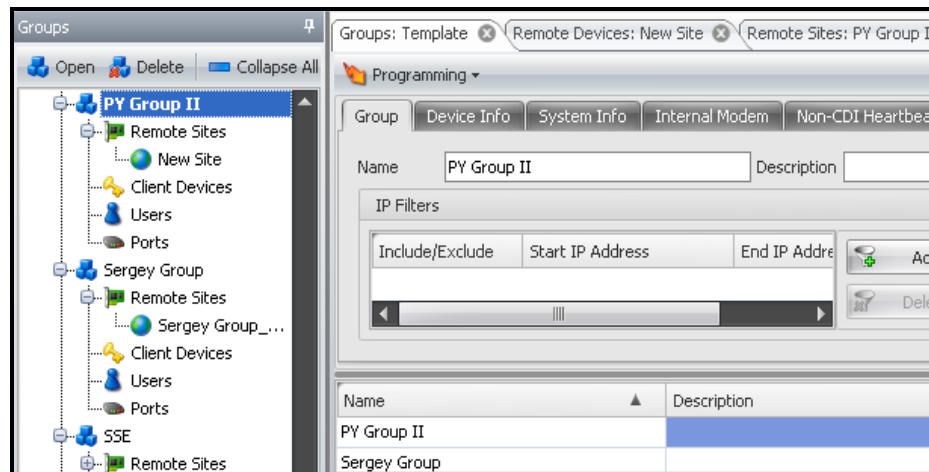 Groups
Open Delete Collapse All
PY Group II
Remote Sites
New Site
Client Devices
Users
Ports
Sergey Group
Remote Sites
Sergey Group_...
Client Devices
Users
Ports
SSE
Remote Sites
Groups: Template Remote Devices: New Site Remote Sites: PY Group
Programming
Group Device Info System Info Internal Modem Non-CDI Heartbea
Name PY Group II Description
IP Filters
Include/Exclude Start IP Address End IP Addre
Ac
Dele
Name Description
PY Group II
Sergey Group